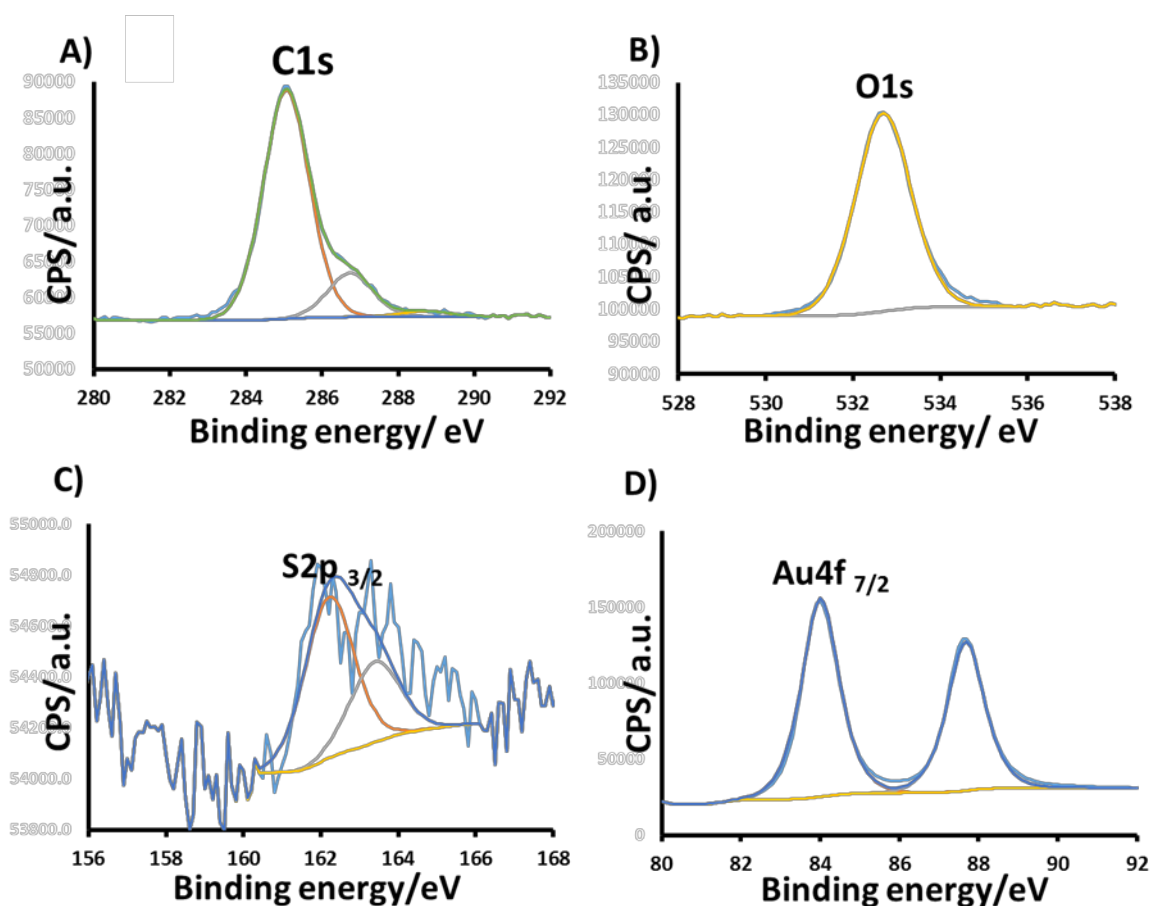 A)
C1s
90000
85000
80000
75000
70000
65000
60000
55000
50000
CPS/ a.u.
280 282 284 286 288 290 292
Binding energy/ eV
B)
O1s
135000
130000
125000
120000
115000
110000
105000
100000
95000
90000
CPS/ a.u.
528 530 532 534 536 538
Binding energy/ eV
C)
S2p 3/2
55000.0
54800.0
54600.0
54400.0
54200.0
54000.0
53800.0
CPS/ a.u.
156 158 160 162 164 166 168
Binding energy/eV
D)
Au4f 7/2
200000
150000
100000
50000
0
CPS/ a.u.
80 82 84 86 88 90 92
Binding energy/eV